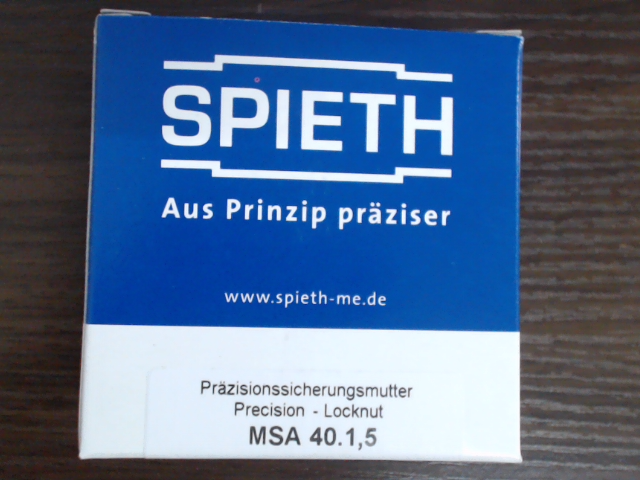 SPIETH
Aus Prinzip präziser
www.spieth-me.de
Präzisionssicherungsmutter
Precision - Locknut
MSA 40.1,5